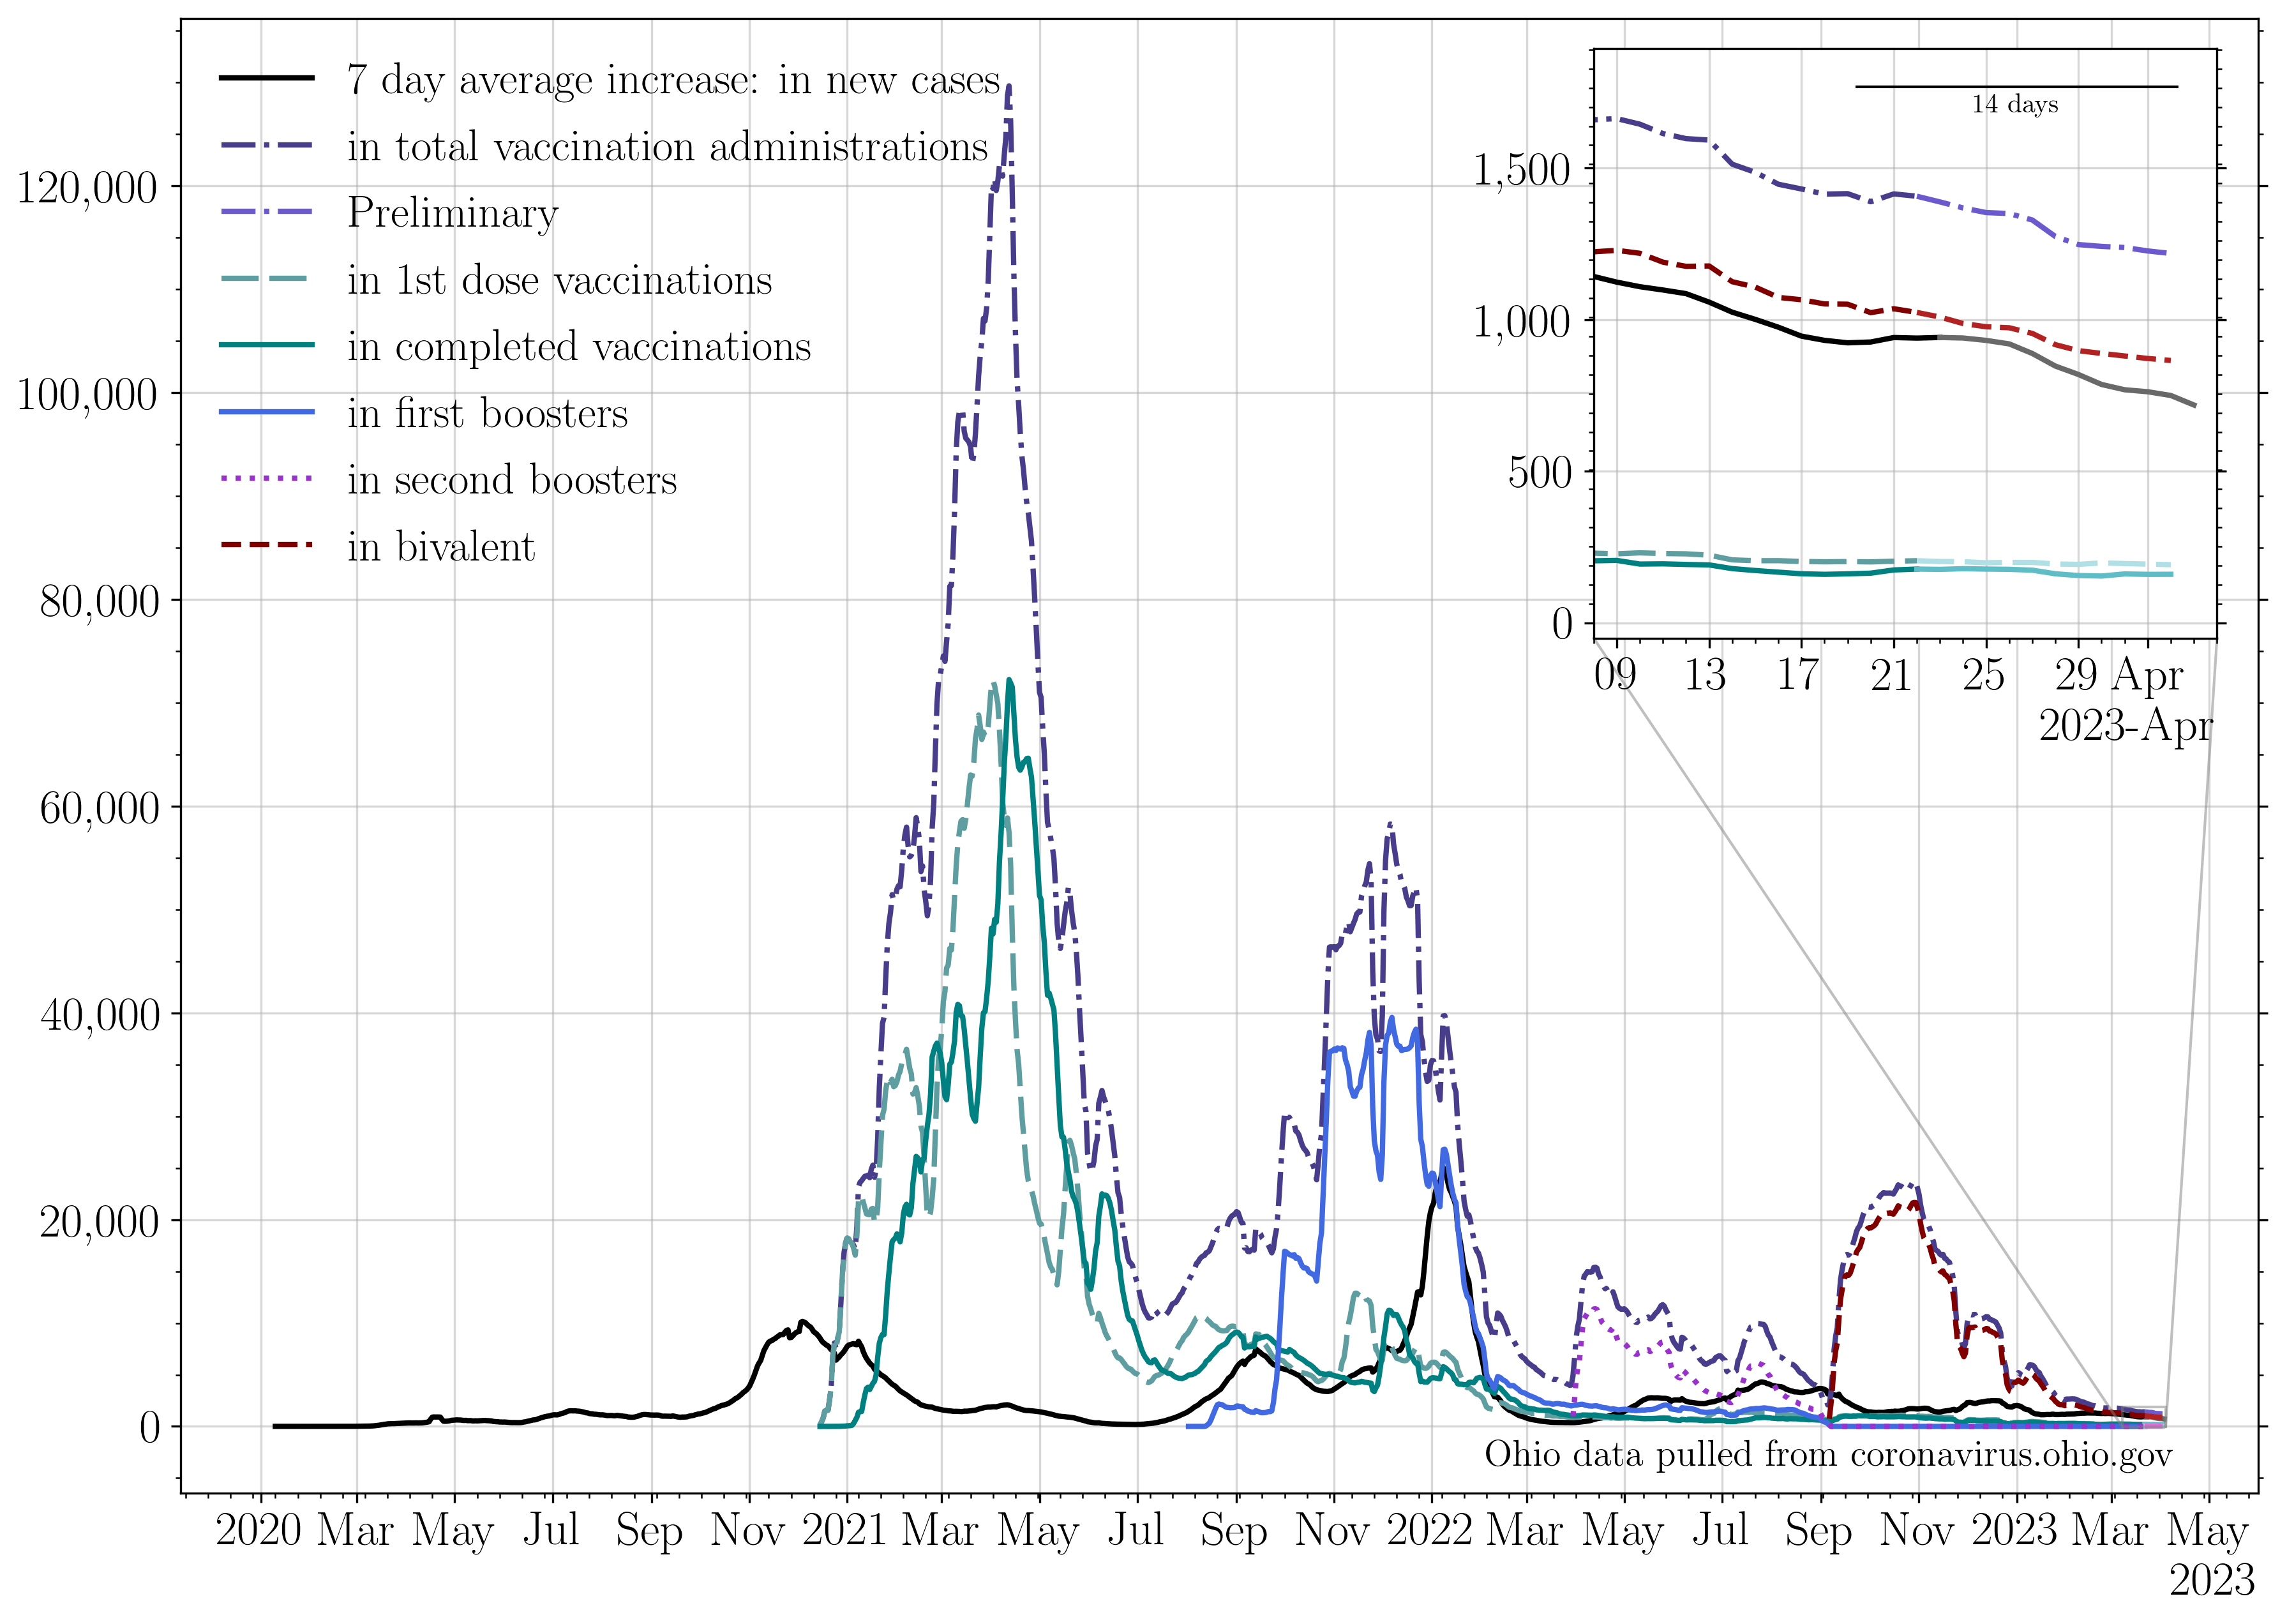 7 day average increase: in new cases
in total vaccination administrations
Preliminary
in 1st dose vaccinations
in completed vaccinations
in first boosters
in second boosters
in bivalent
120,000
100,000
80,000
60,000
40,000
20,000
0
14 days
1,500
1,000
500
0
09 13 17 21 25 29 Apr
2023-Apr
Ohio data pulled from coronavirus.ohio.gov
2020 Mar May Jul Sep Nov 2021 Mar May Jul Sep Nov 2022 Mar May Jul Sep Nov 2023 Mar May
2023